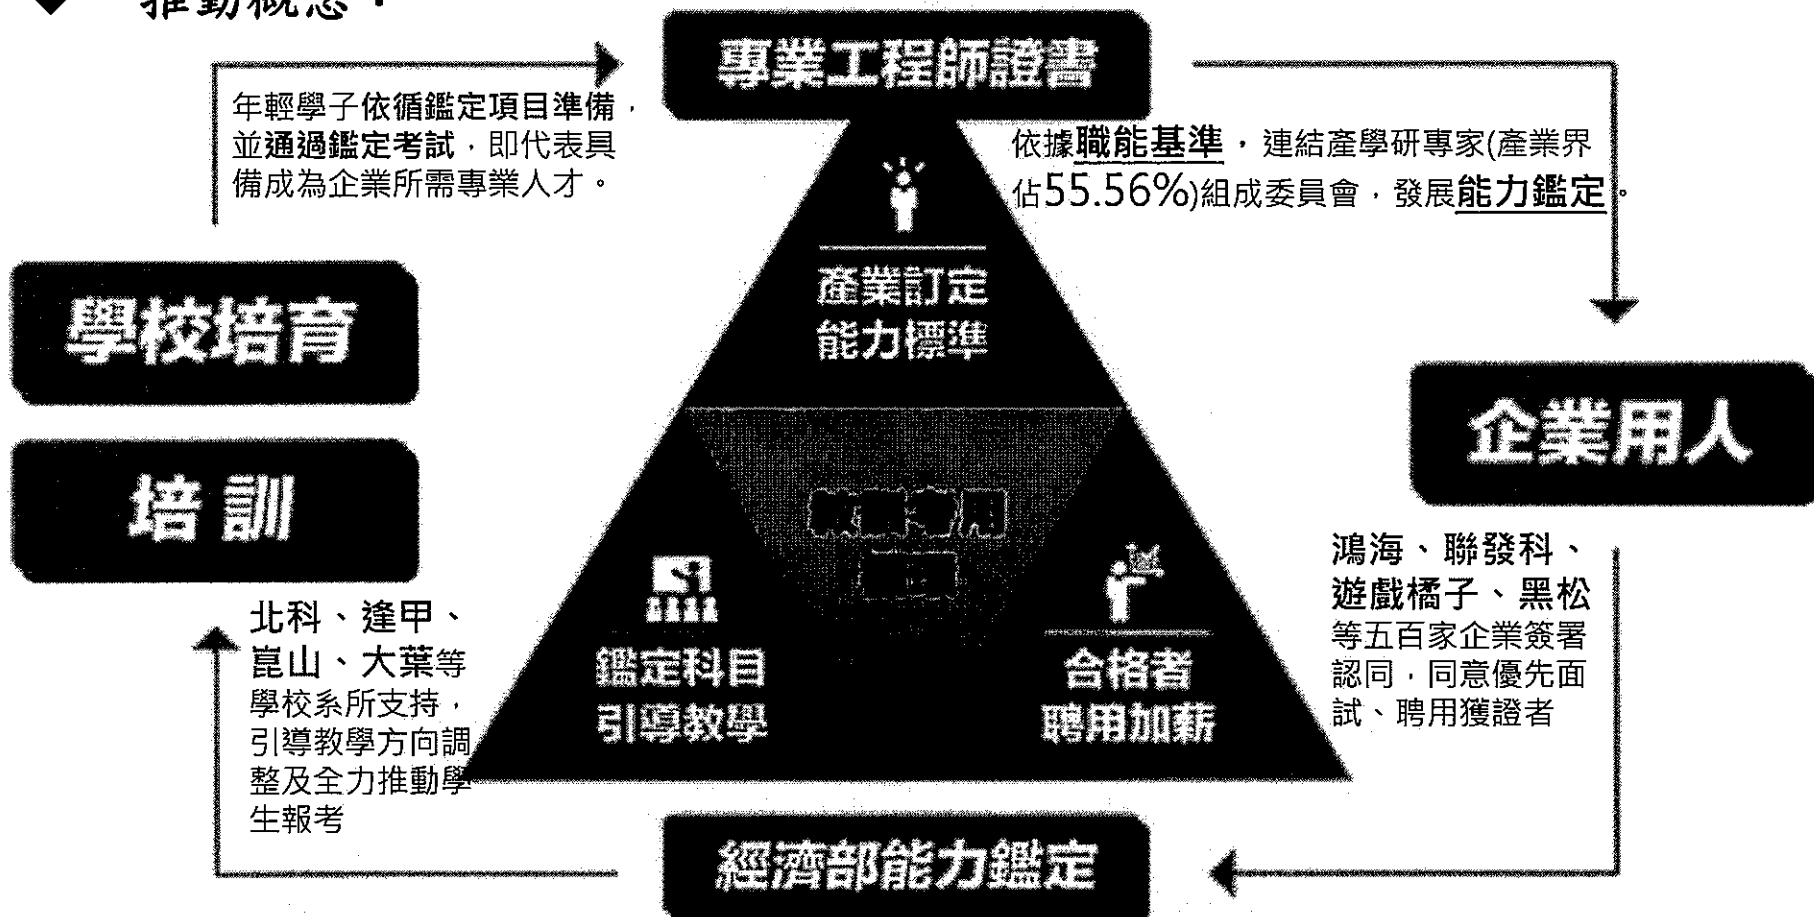 推動概念：
專業工程師證書
年輕學子依循鑑定項目準備，
並通過鑑定考試，即代表具
備成為企業所需專業人才。
依據職能基準，連結產學研專家(產業界
佔55.56%)組成委員會，發展能力鑑定。
產業訂定
能力標準
學校培育
培訓
企業用人
鑑定科目
引導教學
合格者
聘用加薪
北科、逢甲、
崑山、大葉等
學校系所支持，
引導教學方向調
整及全力推動學
生報考
鴻海、聯發科、
遊戲橘子、黑松
等五百家企業簽署
認同，同意優先面
試、聘用獲證者
經濟部能力鑑定